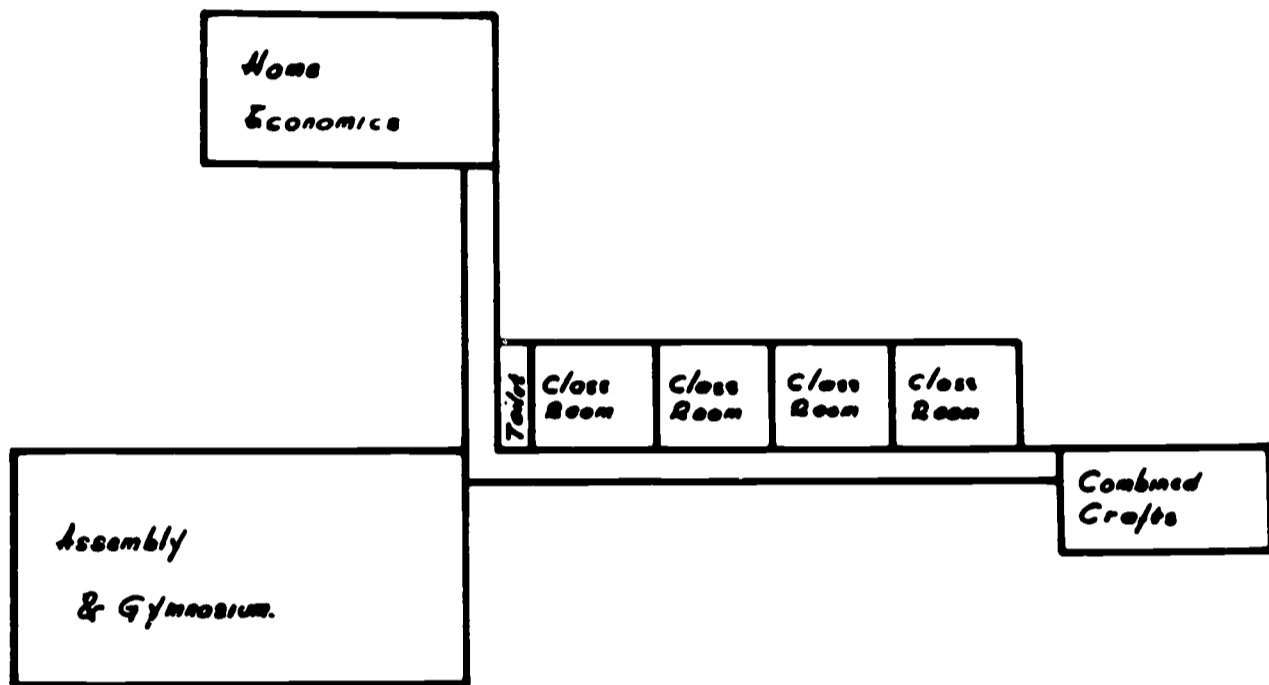 Home
Economics
Toilet
Class
Room
Class
Room
Class
Room
Class
Room
Combined
Crafts
Assembly
& Gymnasium.